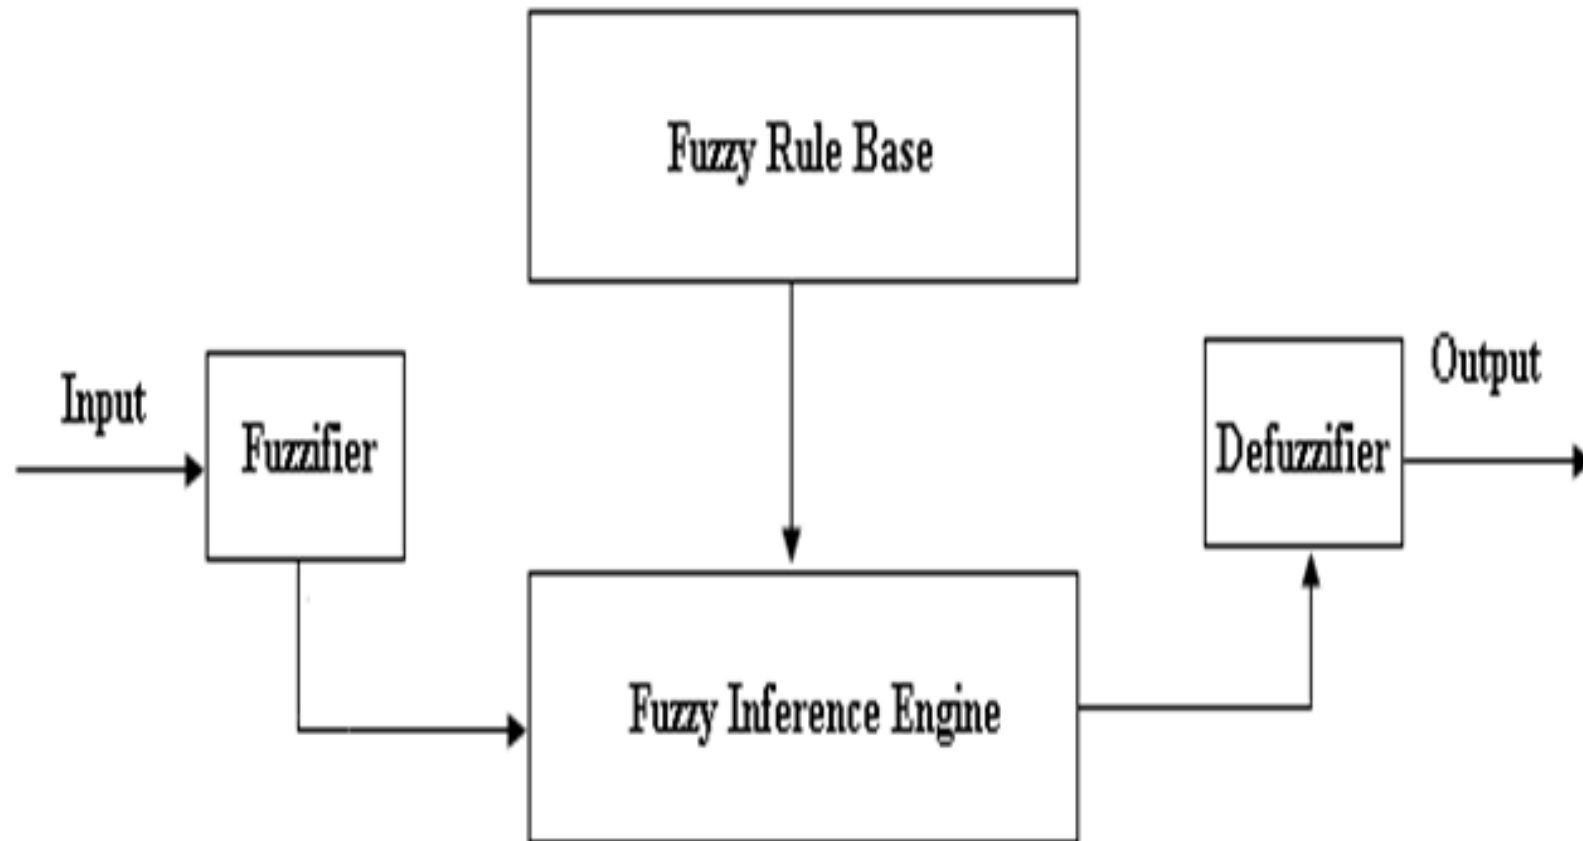 Fuzzy Rule Base
Input
Fuzzifier
Defuzzifier
Output
Fuzzy Inference Engine